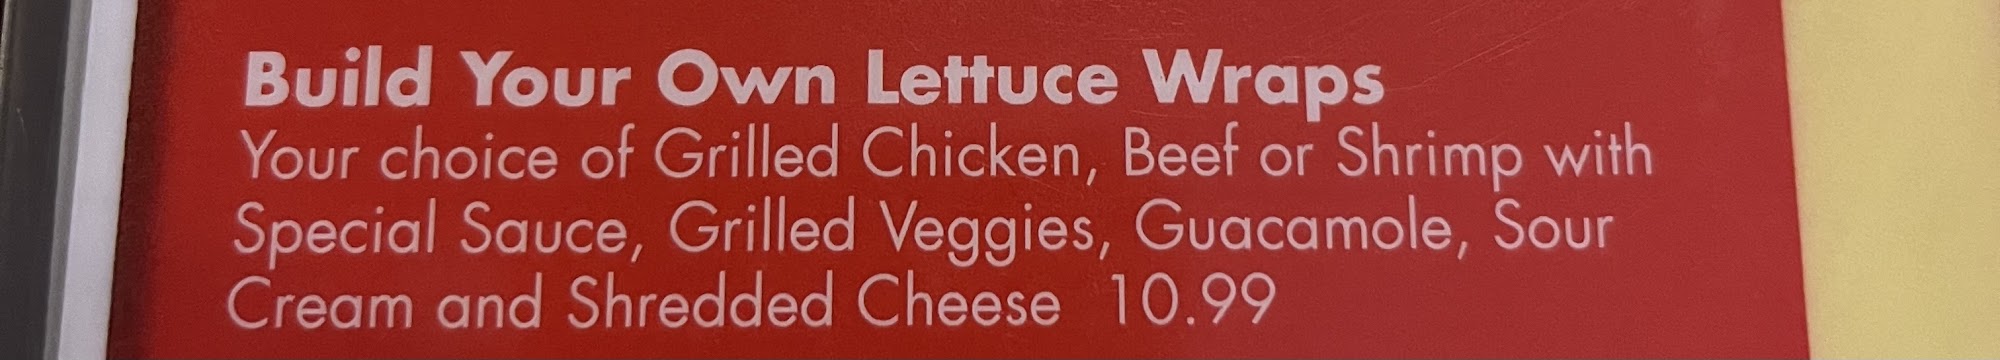 Build Your Own Lettuce Wraps
Your choice of Grilled Chicken, Beef or Shrimp with
Special Sauce, Grilled Veggies, Guacamole, Sour
Cream and Shredded Cheese 10.99